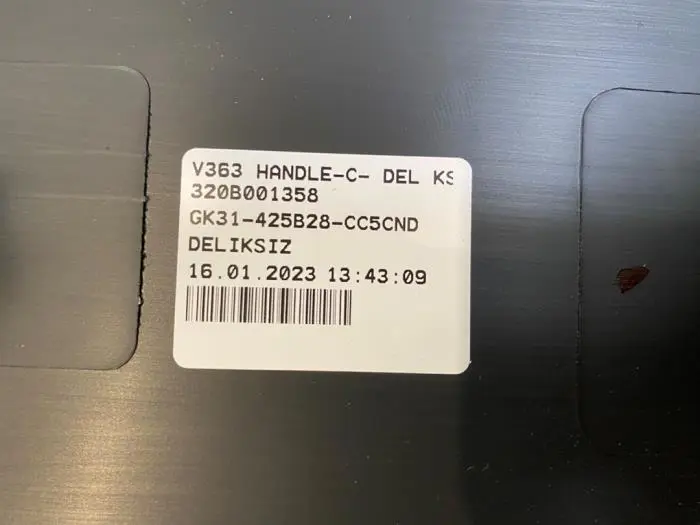 V363 HANDLE-C- DEL KS
320B001358
GK31-425B28-CC5CND
DELIKSIZ
16.01.2023 13:43:09